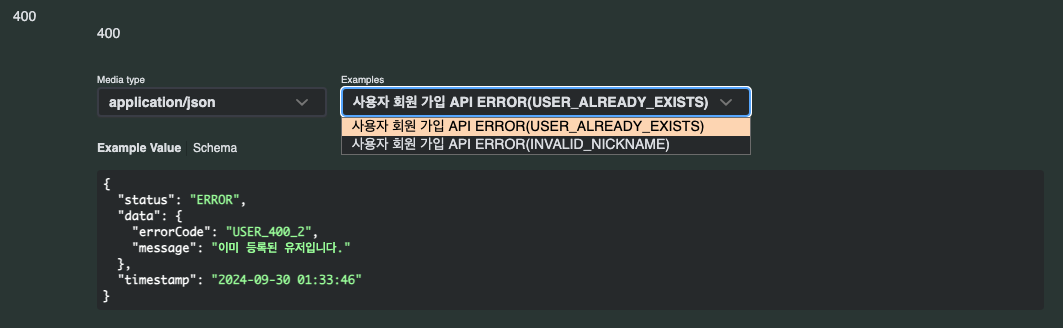 400
400
Media type
Examples
application/json
사용자 회원 가입 API ERROR(USER_ALREADY_EXISTS)
사용자 회원 가입 API ERROR(USER_ALREADY_EXISTS)
사용자 회원 가입 API ERROR(INVALID_NICKNAME)
Example Value
Schema
{
"status": "ERROR",
"data": {
"errorCode": "USER_400_2",
"message": "이미 등록된 유저입니다."
},
"timestamp": "2024-09-30 01:33:46"
}